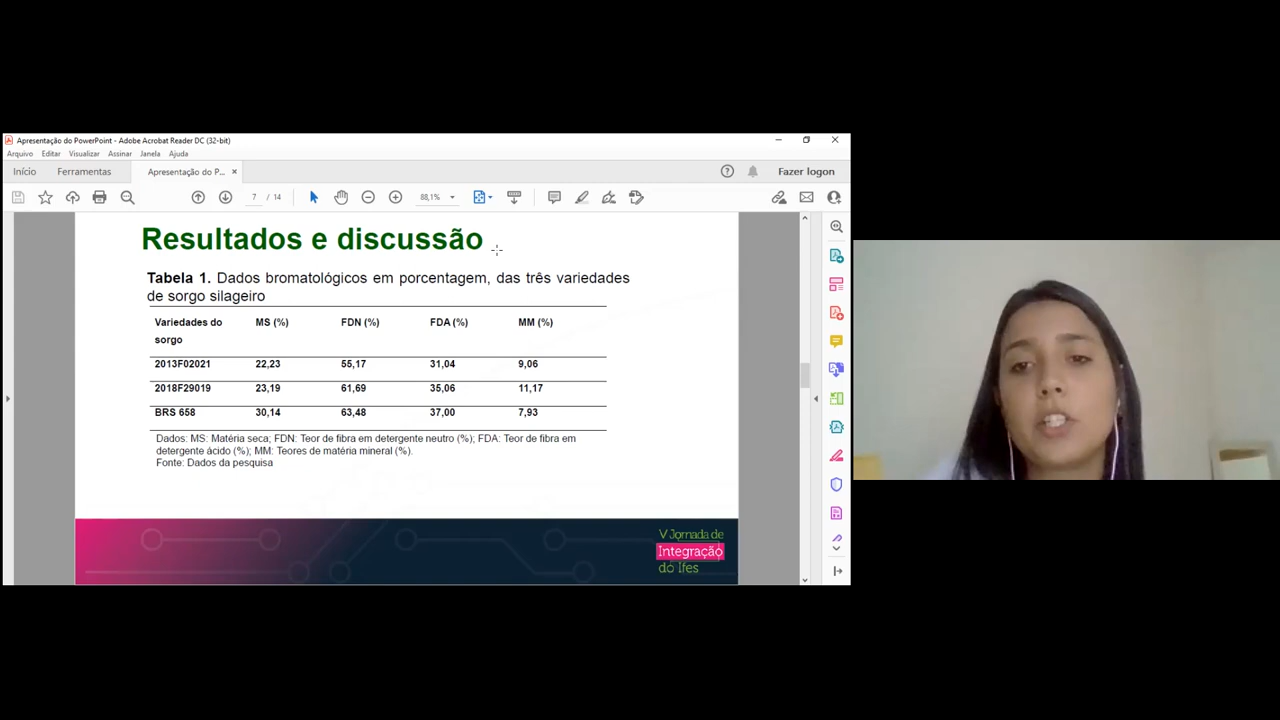 Apresentação do PowerPoint - Adobe Acrobat Reader DC (32-bit)
Arquivo Editar Visualizar Assinar Janela Ajuda
Início Ferramentas Apresentação do P... Fazer logon
7 / 14 88,1%
Resultados e discussão
Tabela 1. Dados bromatológicos em porcentagem, das três variedades
de sorgo silageiro
Variedades do MS (%) FDN (%) FDA (%) MM (%)
sorgo
2013F02021 22,23 55,17 31,04 9,06
2018F29019 23,19 61,69 35,06 11,17
BRS 658 30,14 63,48 37,00 7,93
Dados: MS: Matéria seca; FDN: Teor de fibra em detergente neutro (%); FDA: Teor de fibra em
detergente ácido (%); MM: Teores de matéria mineral (%).
Fonte: Dados da pesquisa
V Jornada de
Integração
do Ifes